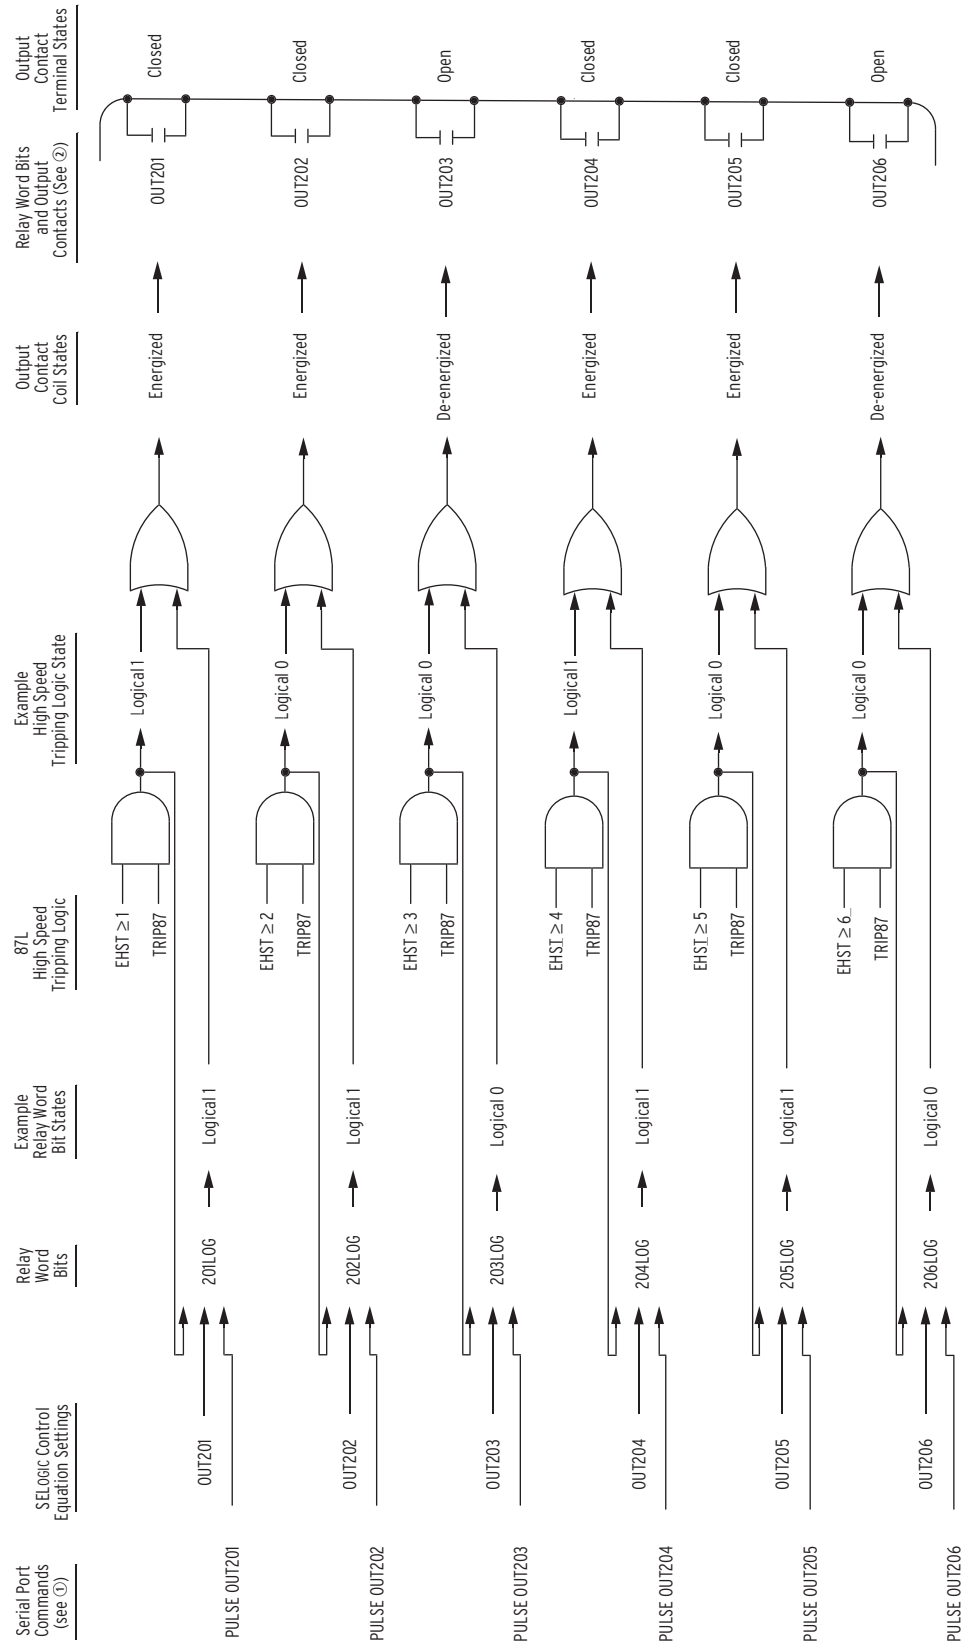 Serial Port
Commands
(see ①)
SELOGIC Control
Equation Settings
Relay
Word
Bits
Example
Relay Word
Bit States
87L
High Speed
Tripping Logic
Example
High Speed
Tripping Logic State
Output
Contact
Coil States
Relay Word Bits
and Output
Contacts (See ②)
Output
Contact
Terminal States
PULSE OUT201
OUT201
201LOG
Logical 1
EHST ≥ 1
TRIP87
Logical 1
Energized
OUT201
Closed
PULSE OUT202
OUT202
202LOG
Logical 1
EHST ≥ 2
TRIP87
Logical 0
Energized
OUT202
Closed
PULSE OUT203
OUT203
203LOG
Logical 0
EHST ≥ 3
TRIP87
Logical 0
De-energized
OUT203
Open
PULSE OUT204
OUT204
204LOG
Logical 1
EHST ≥ 4
TRIP87
Logical 1
Energized
OUT204
Closed
PULSE OUT205
OUT205
205LOG
Logical 1
EHST ≥ 5
TRIP87
Logical 0
Energized
OUT205
Closed
PULSE OUT206
OUT206
206LOG
Logical 0
EHST ≥ 6
TRIP87
Logical 0
De-energized
OUT206
Open